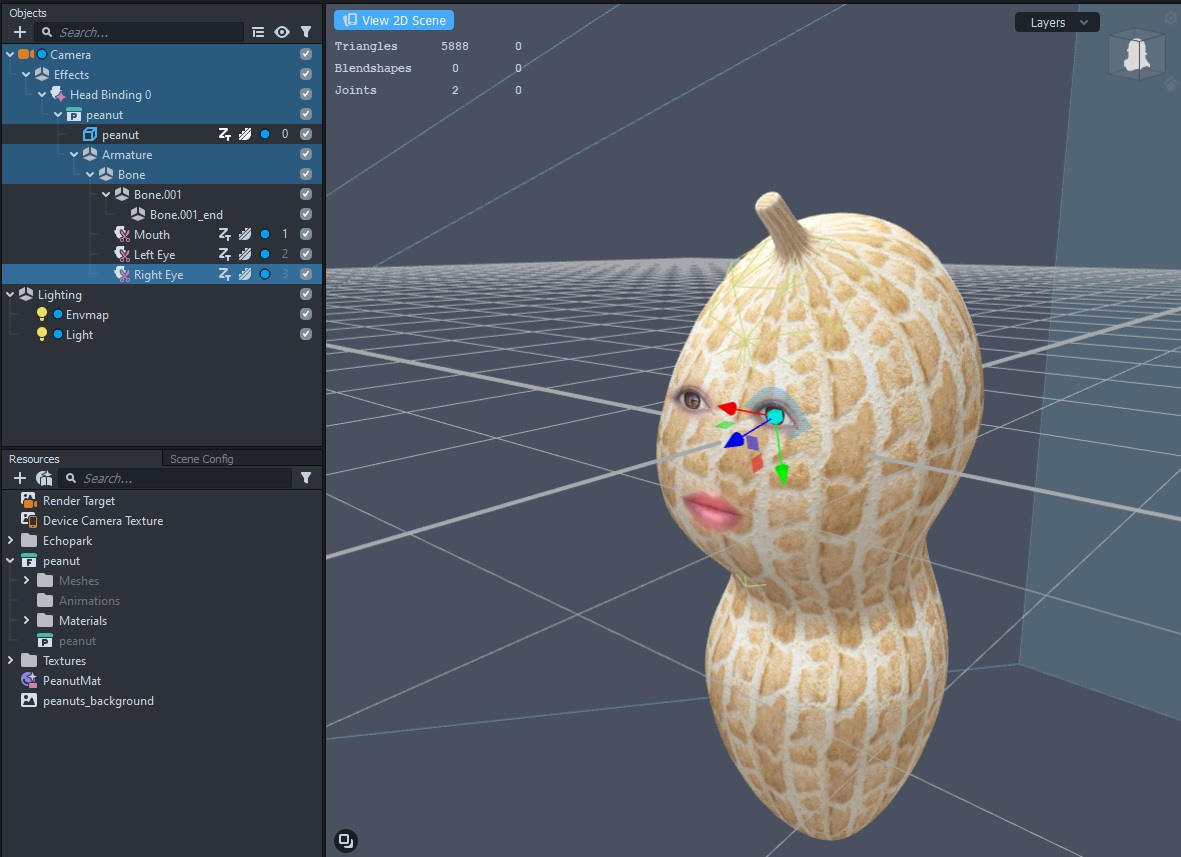 Objects
Search...
Camera
Effects
Head Binding 0
P peanut
peanut 0
Armature
Bone
Bone.001
Bone.001_end
Mouth 1
Left Eye 2
Right Eye 3
Lighting
Envmap
Light
Resources Scene Config
Search...
Render Target
Device Camera Texture
Echopark
F peanut
Meshes
Animations
Materials
P peanut
Textures
PeanutMat
peanuts_background
View 2D Scene
Triangles 5888 0
Blendshapes 0 0
Joints 2 0
Layers